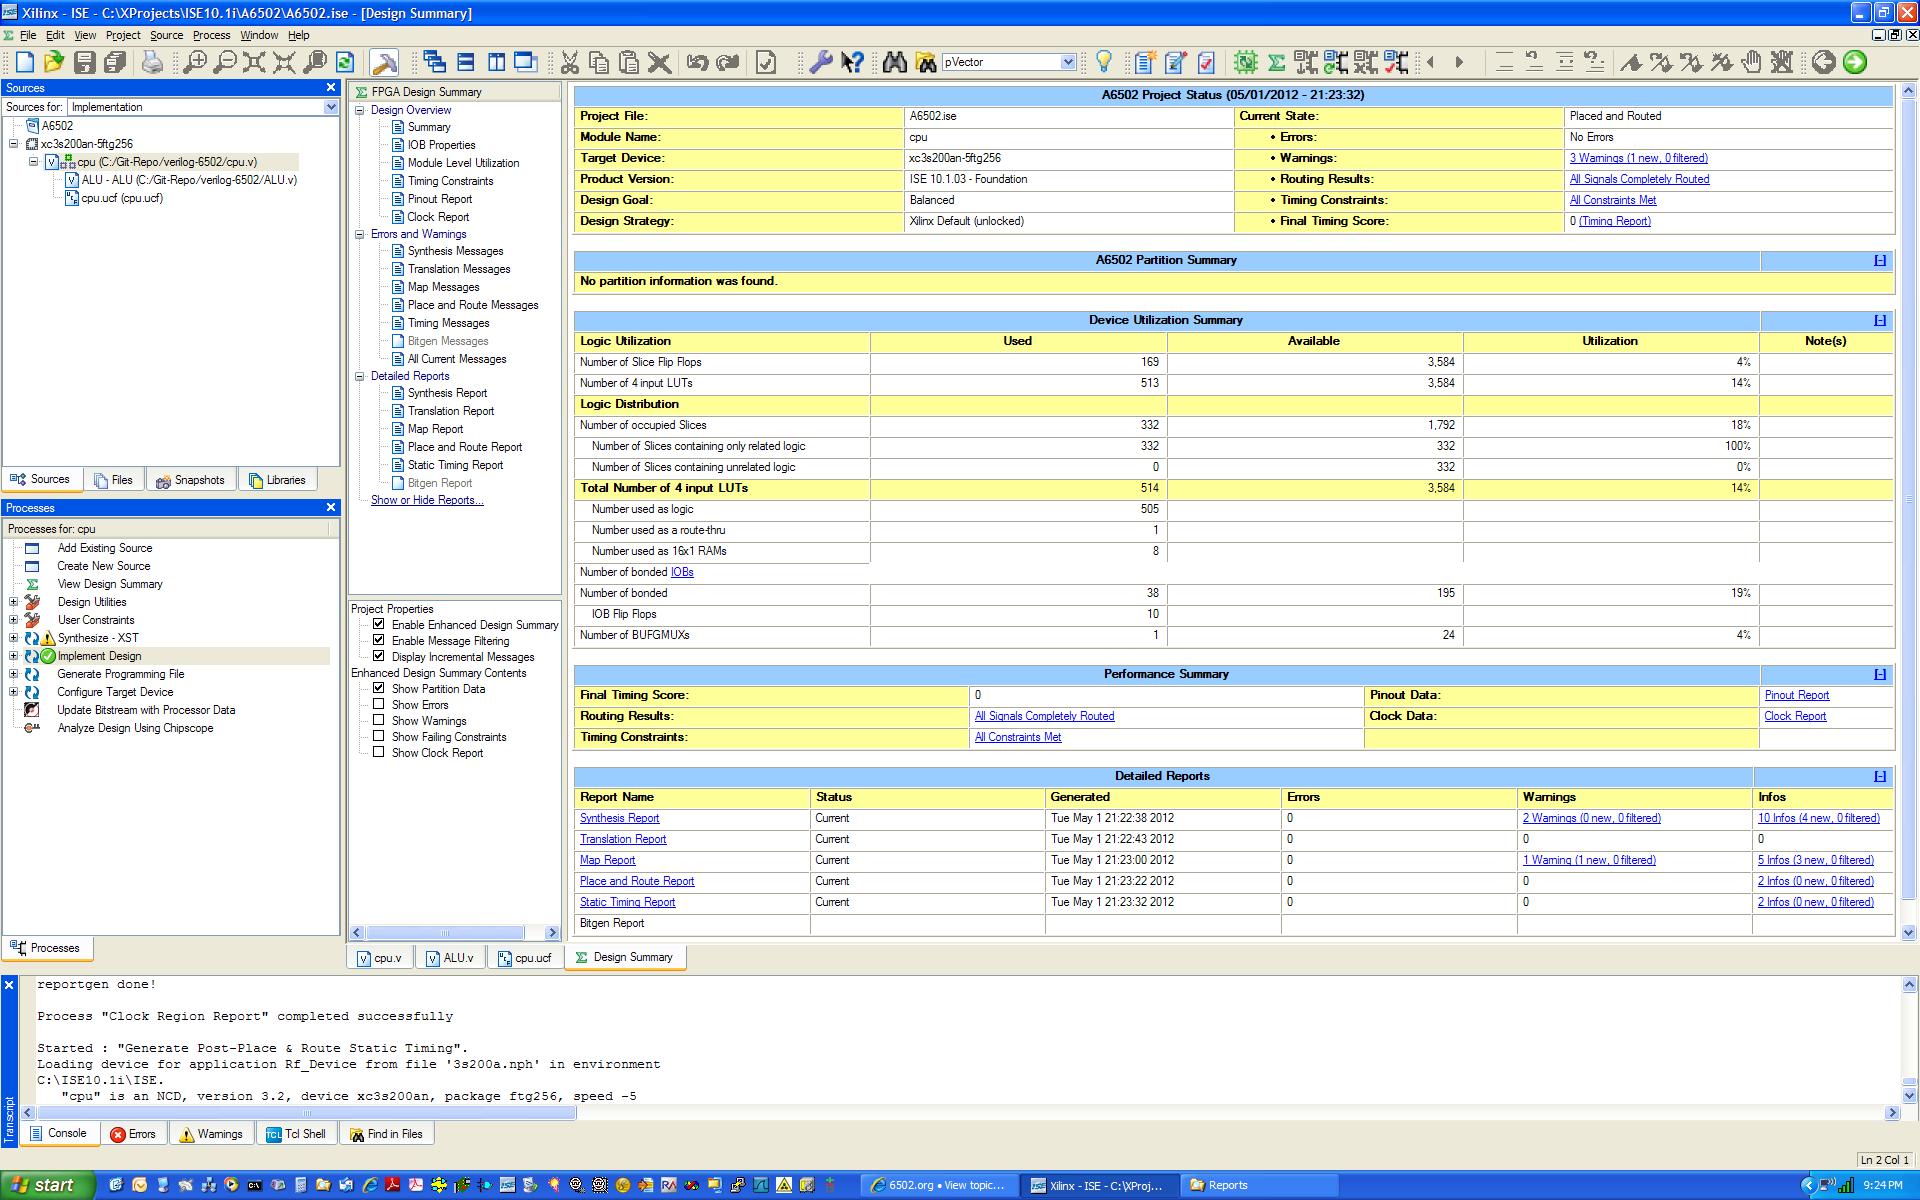 Xilinx - ISE - C:\XProjects\ISE10.1i\A6502\A6502.ise - [Design Summary]
File Edit View Project Source Process Window Help
pVector
Sources
Sources for: Implementation
A6502
xc3s200an-5ftg256
cpu (C:/Git-Repo/verilog-6502/cpu.v)
ALU - ALU (C:/Git-Repo/verilog-6502/ALU.v)
cpu.ucf (cpu.ucf)
Sources Files Snapshots Libraries
Processes
Processes for: cpu
Add Existing Source
Create New Source
View Design Summary
Design Utilities
User Constraints
Synthesize - XST
Implement Design
Generate Programming File
Configure Target Device
Update Bitstream with Processor Data
Analyze Design Using Chipscope
Processes
FPGA Design Summary
Design Overview
Summary
IOB Properties
Module Level Utilization
Timing Constraints
Pinout Report
Clock Report
Errors and Warnings
Synthesis Messages
Translation Messages
Map Messages
Place and Route Messages
Timing Messages
Bitgen Messages
All Current Messages
Detailed Reports
Synthesis Report
Translation Report
Map Report
Place and Route Report
Static Timing Report
Bitgen Report
Show or Hide Reports...
Project Properties
Enable Enhanced Design Summary
Enable Message Filtering
Display Incremental Messages
Enhanced Design Summary Contents
Show Partition Data
Show Errors
Show Warnings
Show Failing Constraints
Show Clock Report
A6502 Project Status (05/01/2012 - 21:23:32)
Project File: A6502.ise Current State: Placed and Routed
Module Name: cpu • Errors: No Errors
Target Device: xc3s200an-5ftg256 • Warnings: 3 Warnings (1 new, 0 filtered)
Product Version: ISE 10.1.03 - Foundation • Routing Results: All Signals Completely Routed
Design Goal: Balanced • Timing Constraints: All Constraints Met
Design Strategy: Xilinx Default (unlocked) • Final Timing Score: 0 (Timing Report)
A6502 Partition Summary [-]
No partition information was found.
Device Utilization Summary [-]
Logic Utilization Used Available Utilization Note(s)
Number of Slice Flip Flops 169 3,584 4%
Number of 4 input LUTs 513 3,584 14%
Logic Distribution
Number of occupied Slices 332 1,792 18%
Number of Slices containing only related logic 332 332 100%
Number of Slices containing unrelated logic 0 332 0%
Total Number of 4 input LUTs 514 3,584 14%
Number used as logic 505
Number used as a route-thru 1
Number used as 16x1 RAMs 8
Number of bonded IOBs
Number of bonded 38 195 19%
IOB Flip Flops 10
Number of BUFGMUXs 1 24 4%
Performance Summary [-]
Final Timing Score: 0 Pinout Data: Pinout Report
Routing Results: All Signals Completely Routed Clock Data: Clock Report
Timing Constraints: All Constraints Met
Detailed Reports [-]
Report Name Status Generated Errors Warnings Infos
Synthesis Report Current Tue May 1 21:22:38 2012 0 2 Warnings (0 new, 0 filtered) 10 Infos (4 new, 0 filtered)
Translation Report Current Tue May 1 21:22:43 2012 0 0 0
Map Report Current Tue May 1 21:23:00 2012 0 1 Warning (1 new, 0 filtered) 5 Infos (3 new, 0 filtered)
Place and Route Report Current Tue May 1 21:23:22 2012 0 0 2 Infos (0 new, 0 filtered)
Static Timing Report Current Tue May 1 21:23:32 2012 0 0 2 Infos (0 new, 0 filtered)
Bitgen Report
cpu.v ALU.v cpu.ucf Design Summary
reportgen done!
Process "Clock Region Report" completed successfully
Started : "Generate Post-Place & Route Static Timing".
Loading device for application Rf_Device from file '3s200a.nph' in environment
C:\ISE10.1i\ISE.
"cpu" is an NCD, version 3.2, device xc3s200an, package ftg256, speed -5
Transcript
Console Errors Warnings Tcl Shell Find in Files
Ln 2 Col 1
start 6502.org • View topic... Xilinx - ISE - C:\XProj... Reports 9:24 PM